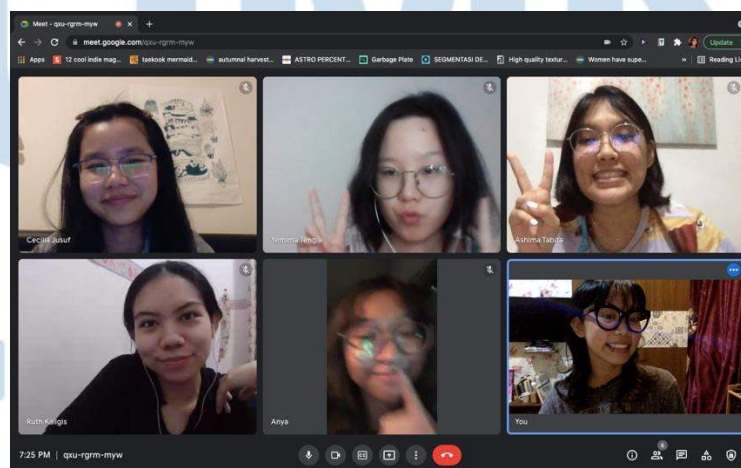 Meet - qxu-rgrm-myw
meet.google.com/qxu-rgrm-myw
Update
Apps 12 cool indie mag... taekook mermaid... autumnal harvest... ASTRO PERCENT... Garbage Plate SEGMENTASI DE... High quality textur... Women have supe... » Reading Li
Cecilia Jusuf
Yemima Teng
Ashima Tabita
Ruth Kaligis
Anya
You
7:25 PM | qxu-rgrm-myw
6